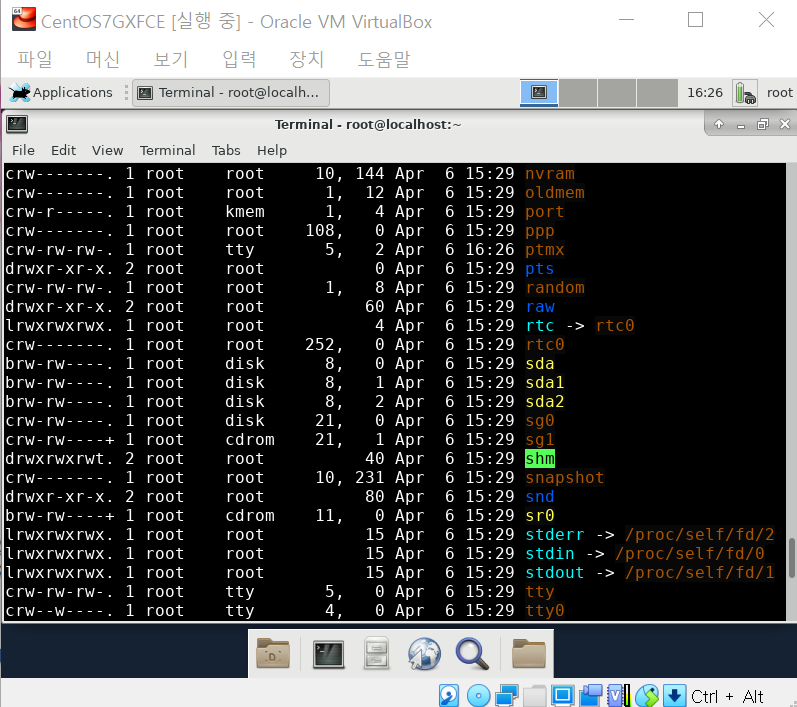 CentOS7GXFCE [실행 중] - Oracle VM VirtualBox
파일 머신 보기 입력 장치 도움말
Applications Terminal - root@localh... 16:26 root
Terminal - root@localhost:~
File Edit View Terminal Tabs Help
crw-------. 1 root    root     10, 144 Apr  6 15:29 nvram
crw-------. 1 root    root      1,  12 Apr  6 15:29 oldmem
crw-r-----. 1 root    kmem      1,   4 Apr  6 15:29 port
crw-------. 1 root    root    108,   0 Apr  6 15:29 ppp
crw-rw-rw-. 1 root    tty       5,   2 Apr  6 16:26 ptmx
drwxr-xr-x. 2 root    root           0 Apr  6 15:29 pts
crw-rw-rw-. 1 root    root      1,   8 Apr  6 15:29 random
drwxr-xr-x. 2 root    root          60 Apr  6 15:29 raw
lrwxrwxrwx. 1 root    root           4 Apr  6 15:29 rtc -> rtc0
crw-------. 1 root    root    252,   0 Apr  6 15:29 rtc0
brw-rw----. 1 root    disk      8,   0 Apr  6 15:29 sda
brw-rw----. 1 root    disk      8,   1 Apr  6 15:29 sda1
brw-rw----. 1 root    disk      8,   2 Apr  6 15:29 sda2
crw-rw----. 1 root    disk     21,   0 Apr  6 15:29 sg0
crw-rw----+ 1 root    cdrom    21,   1 Apr  6 15:29 sg1
drwxrwxrwt. 2 root    root          40 Apr  6 15:29 shm
crw-------. 1 root    root     10, 231 Apr  6 15:29 snapshot
drwxr-xr-x. 2 root    root          80 Apr  6 15:29 snd
brw-rw----+ 1 root    cdrom    11,   0 Apr  6 15:29 sr0
lrwxrwxrwx. 1 root    root          15 Apr  6 15:29 stderr -> /proc/self/fd/2
lrwxrwxrwx. 1 root    root          15 Apr  6 15:29 stdin -> /proc/self/fd/0
lrwxrwxrwx. 1 root    root          15 Apr  6 15:29 stdout -> /proc/self/fd/1
crw-rw-rw-. 1 root    tty       5,   0 Apr  6 15:29 tty
crw--w----. 1 root    tty       4,   0 Apr  6 15:29 tty0
Ctrl + Alt